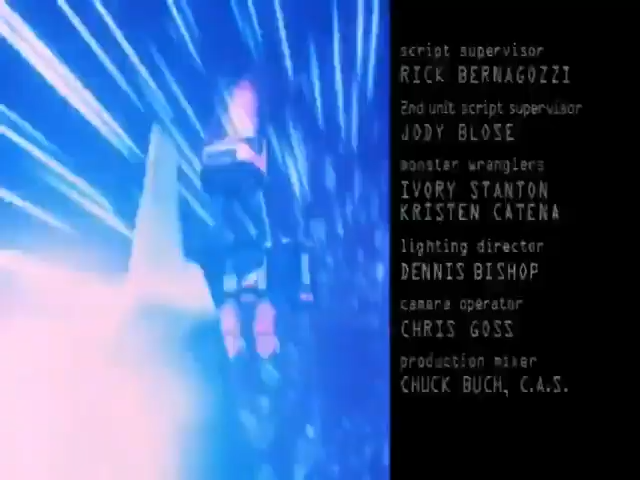 script supervisor
RICK BERNAGOZZI
2nd unit script supervisor
JODY BLOSE
monster wranglers
IVORY STANTON
KRISTEN CATENA
lighting director
DENNIS BISHOP
camera operator
CHRIS GOSS
production mixer
CHUCK BUCH, C.A.S.